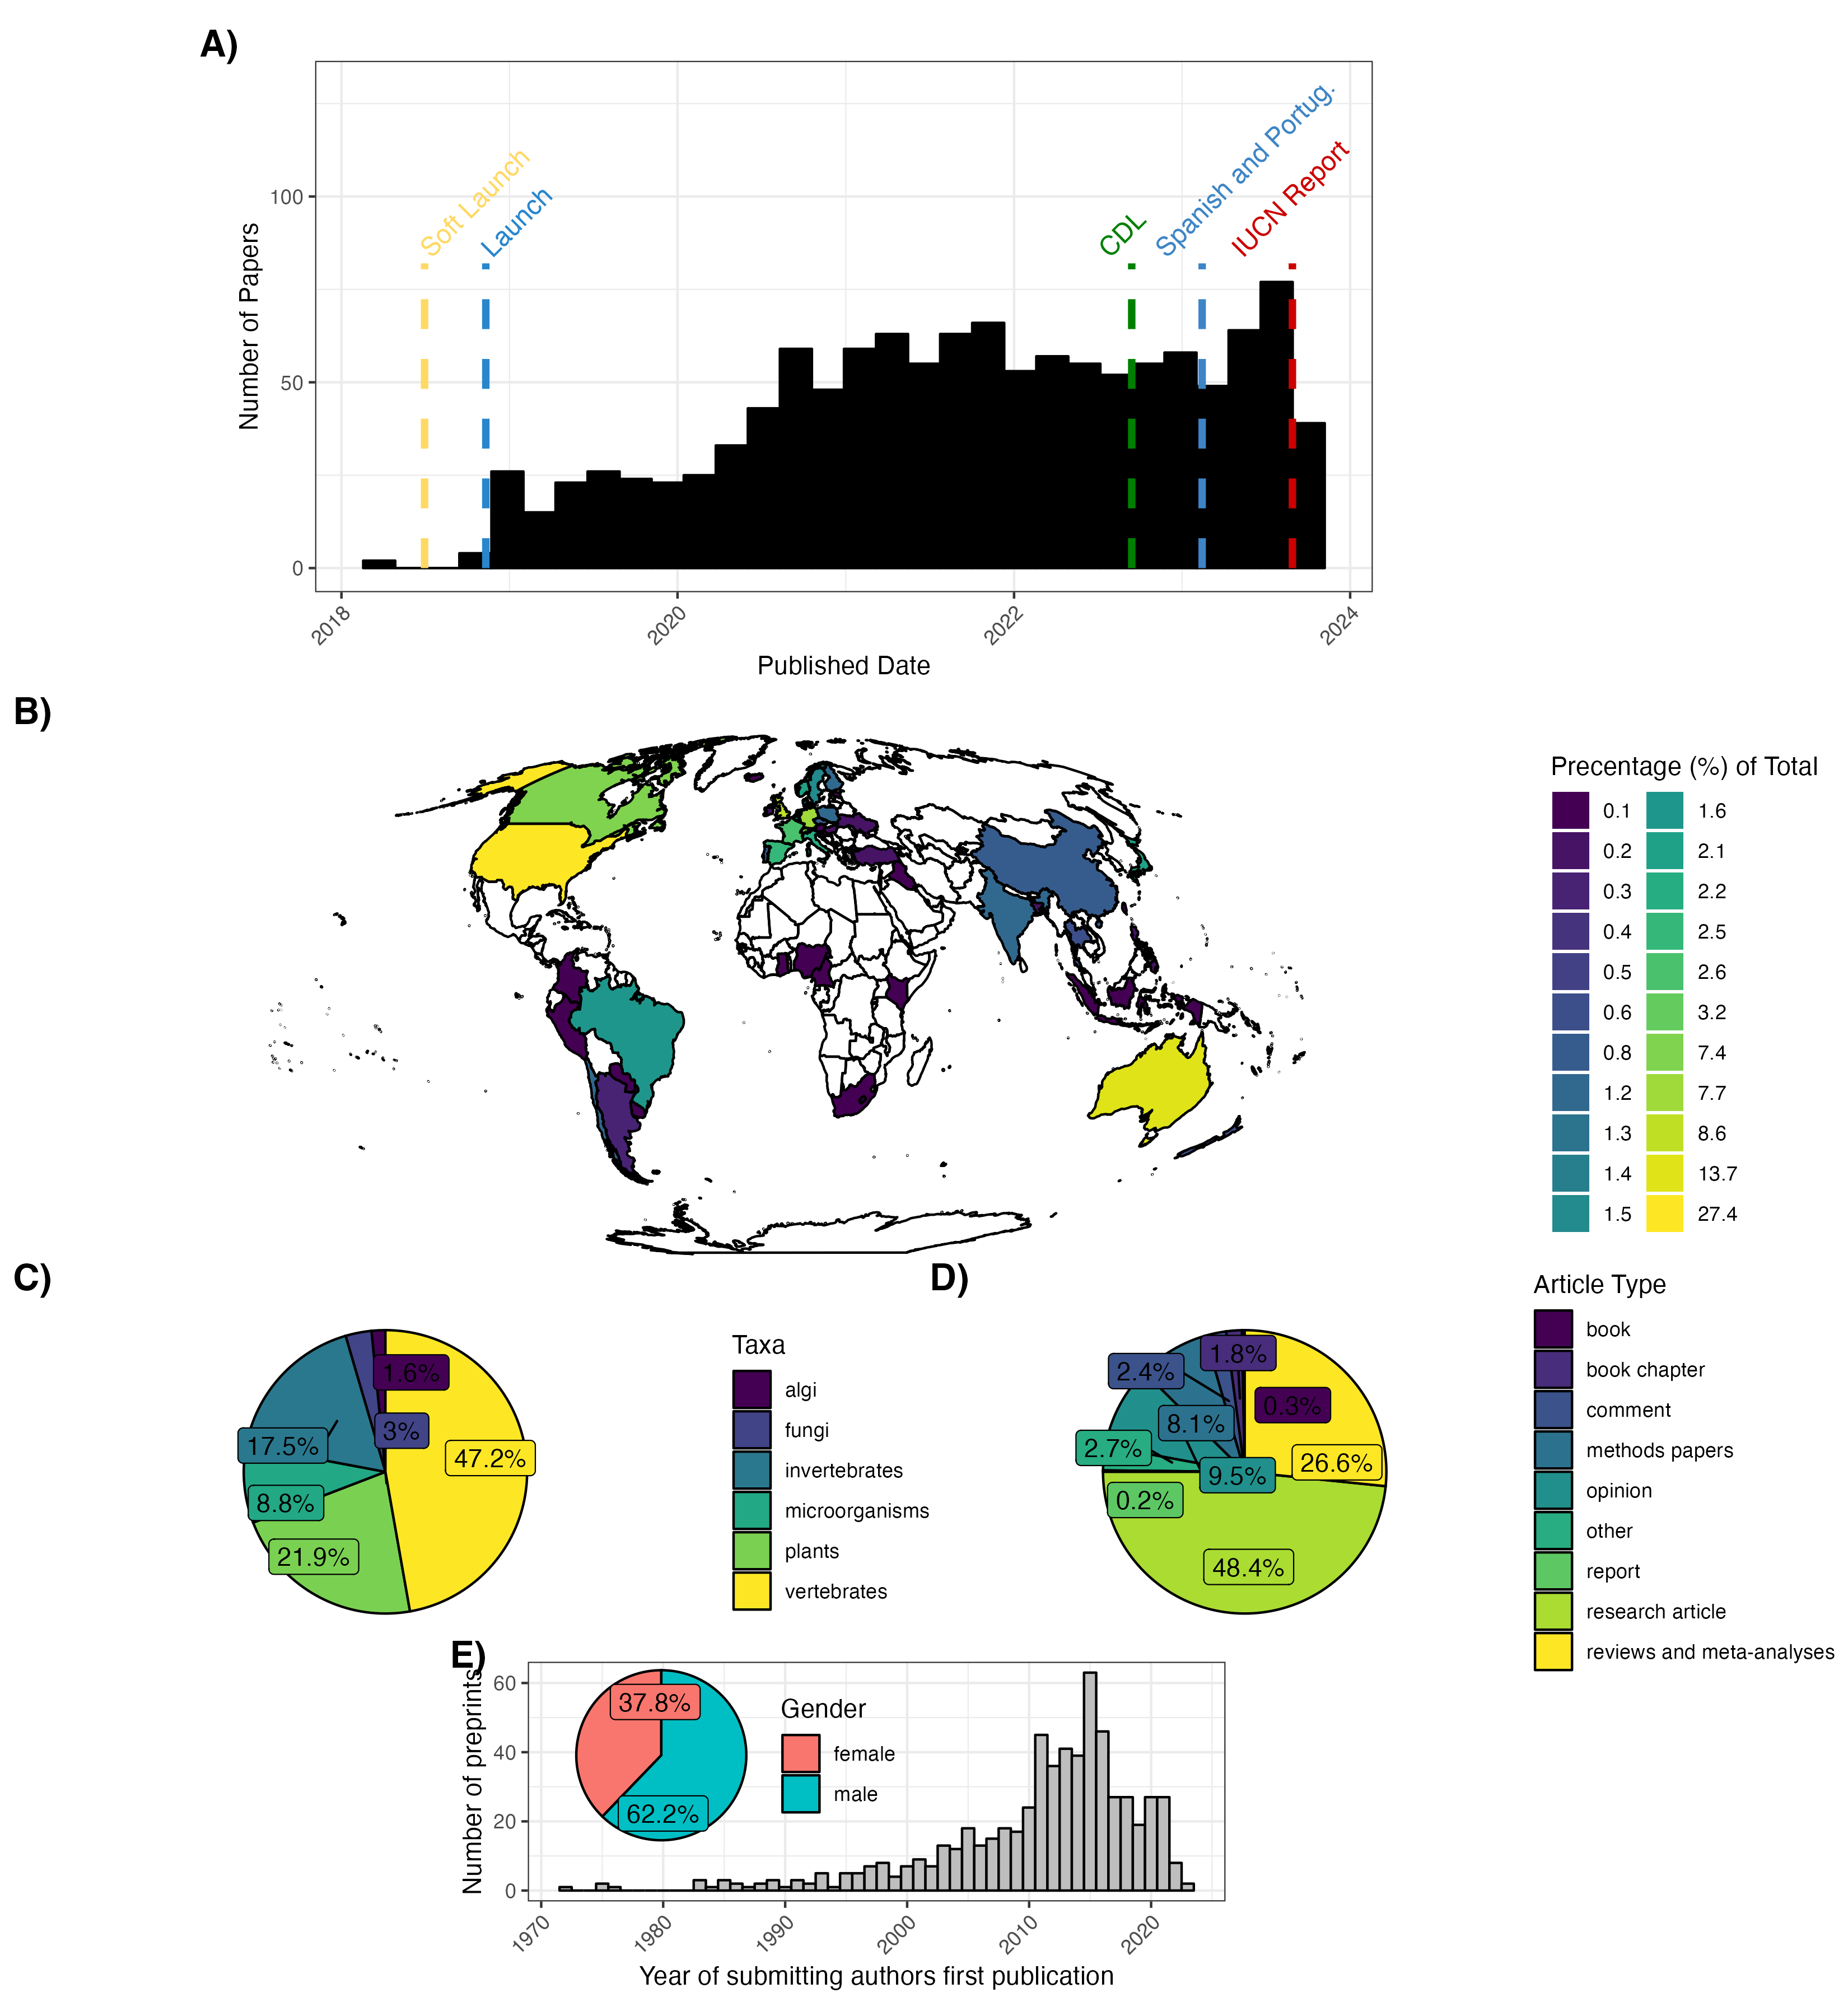 A)
Number of Papers
100
50
0
Soft Launch
Launch
CDL
Spanish and Portug.
IUCN Report
2018
2020
2022
2024
Published Date
B)
Precentage (%) of Total
0.1
0.2
0.3
0.4
0.5
0.6
0.8
1.2
1.3
1.4
1.5
1.6
2.1
2.2
2.5
2.6
3.2
7.4
7.7
8.6
13.7
27.4
C)
1.6%
3%
17.5%
47.2%
8.8%
21.9%
Taxa
algi
fungi
invertebrates
microorganisms
plants
vertebrates
D)
1.8%
2.4%
0.3%
8.1%
2.7%
26.6%
9.5%
0.2%
48.4%
Article Type
book
book chapter
comment
methods papers
opinion
other
report
research article
reviews and meta-analyses
E)
Number of preprints
60
40
20
0
37.8%
62.2%
Gender
female
male
1970
1980
1990
2000
2010
2020
Year of submitting authors first publication